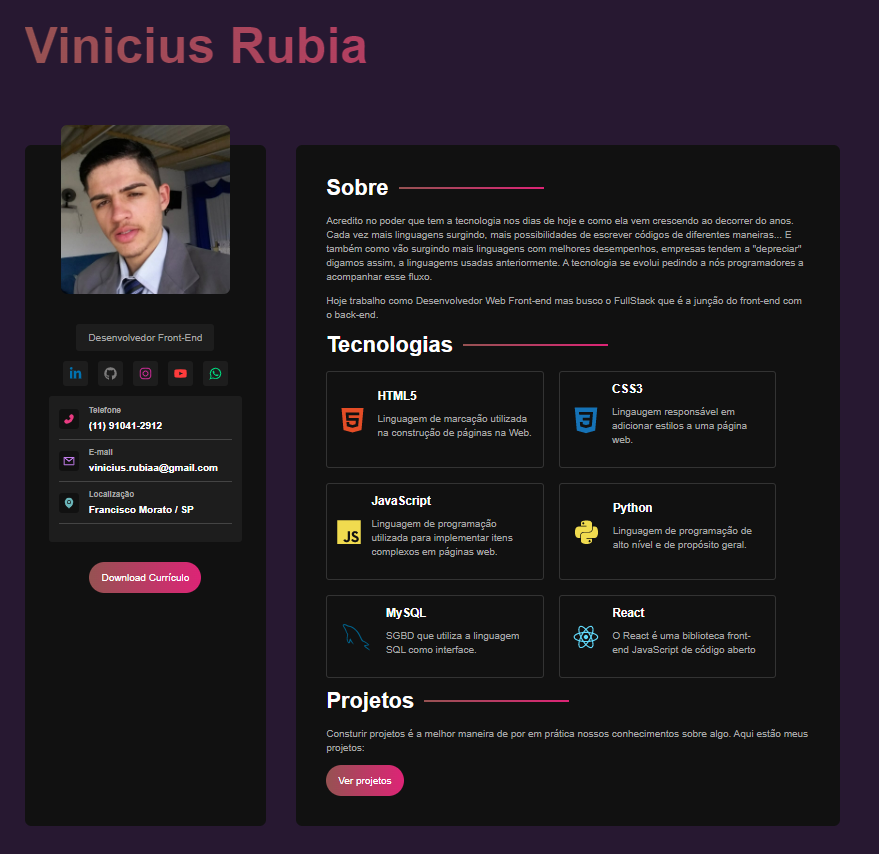 Vinicius Rubia
Desenvolvedor Front-End
Telefone
(11) 91041-2912
E-mail
vinicius.rubiaa@gmail.com
Localização
Francisco Morato / SP
Download Currículo
Sobre
Acredito no poder que tem a tecnologia nos dias de hoje e como ela vem crescendo ao decorrer do anos.
Cada vez mais linguagens surgindo, mais possibilidades de escrever códigos de diferentes maneiras... E
também como vão surgindo mais linguagens com melhores desempenhos, empresas tendem a "depreciar"
digamos assim, a linguagems usadas anteriormente. A tecnologia se evolui pedindo a nós programadores a
acompanhar esse fluxo.
Hoje trabalho como Desenvolvedor Web Front-end mas busco o FullStack que é a junção do front-end com
o back-end.
Tecnologias
HTML5
Linguagem de marcação utilizada
na construção de páginas na Web.
CSS3
Lingaugem responsável em
adicionar estilos a uma página
web.
JavaScript
Linguagem de programação
utilizada para implementar itens
complexos em páginas web.
JS
Python
Linguagem de programação de
alto nível e de propósito geral.
MySQL
SGBD que utiliza a linguagem
SQL como interface.
React
O React é uma biblioteca front-
end JavaScript de código aberto
Projetos
Consturir projetos é a melhor maneira de por em prática nossos conhecimentos sobre algo. Aqui estão meus
projetos:
Ver projetos